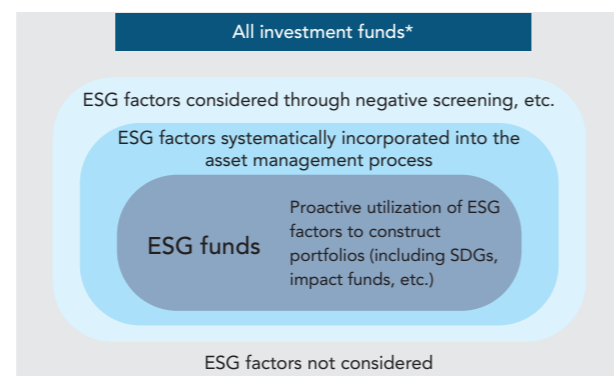 All investment funds*
ESG factors considered through negative screening, etc.
ESG factors systematically incorporated into the
asset management process
ESG funds
Proactive utilization of ESG
factors to construct
portfolios (including SDGs,
impact funds, etc.)
ESG factors not considered